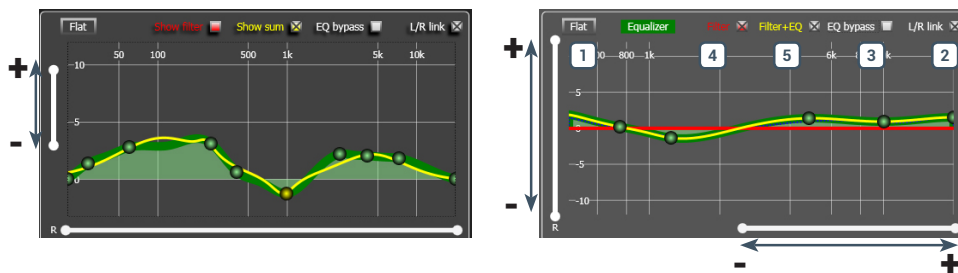 Flat Show filter Show sum EQ bypass L/R link
50 100 500 1k 5k 10k
+
10
5
-
0
R
Flat Equalizer Filter Filter+EQ EQ bypass L/R link
+
1 800 1k 4 5 6k 3 2
5
0
-5
-10
-
R
- +